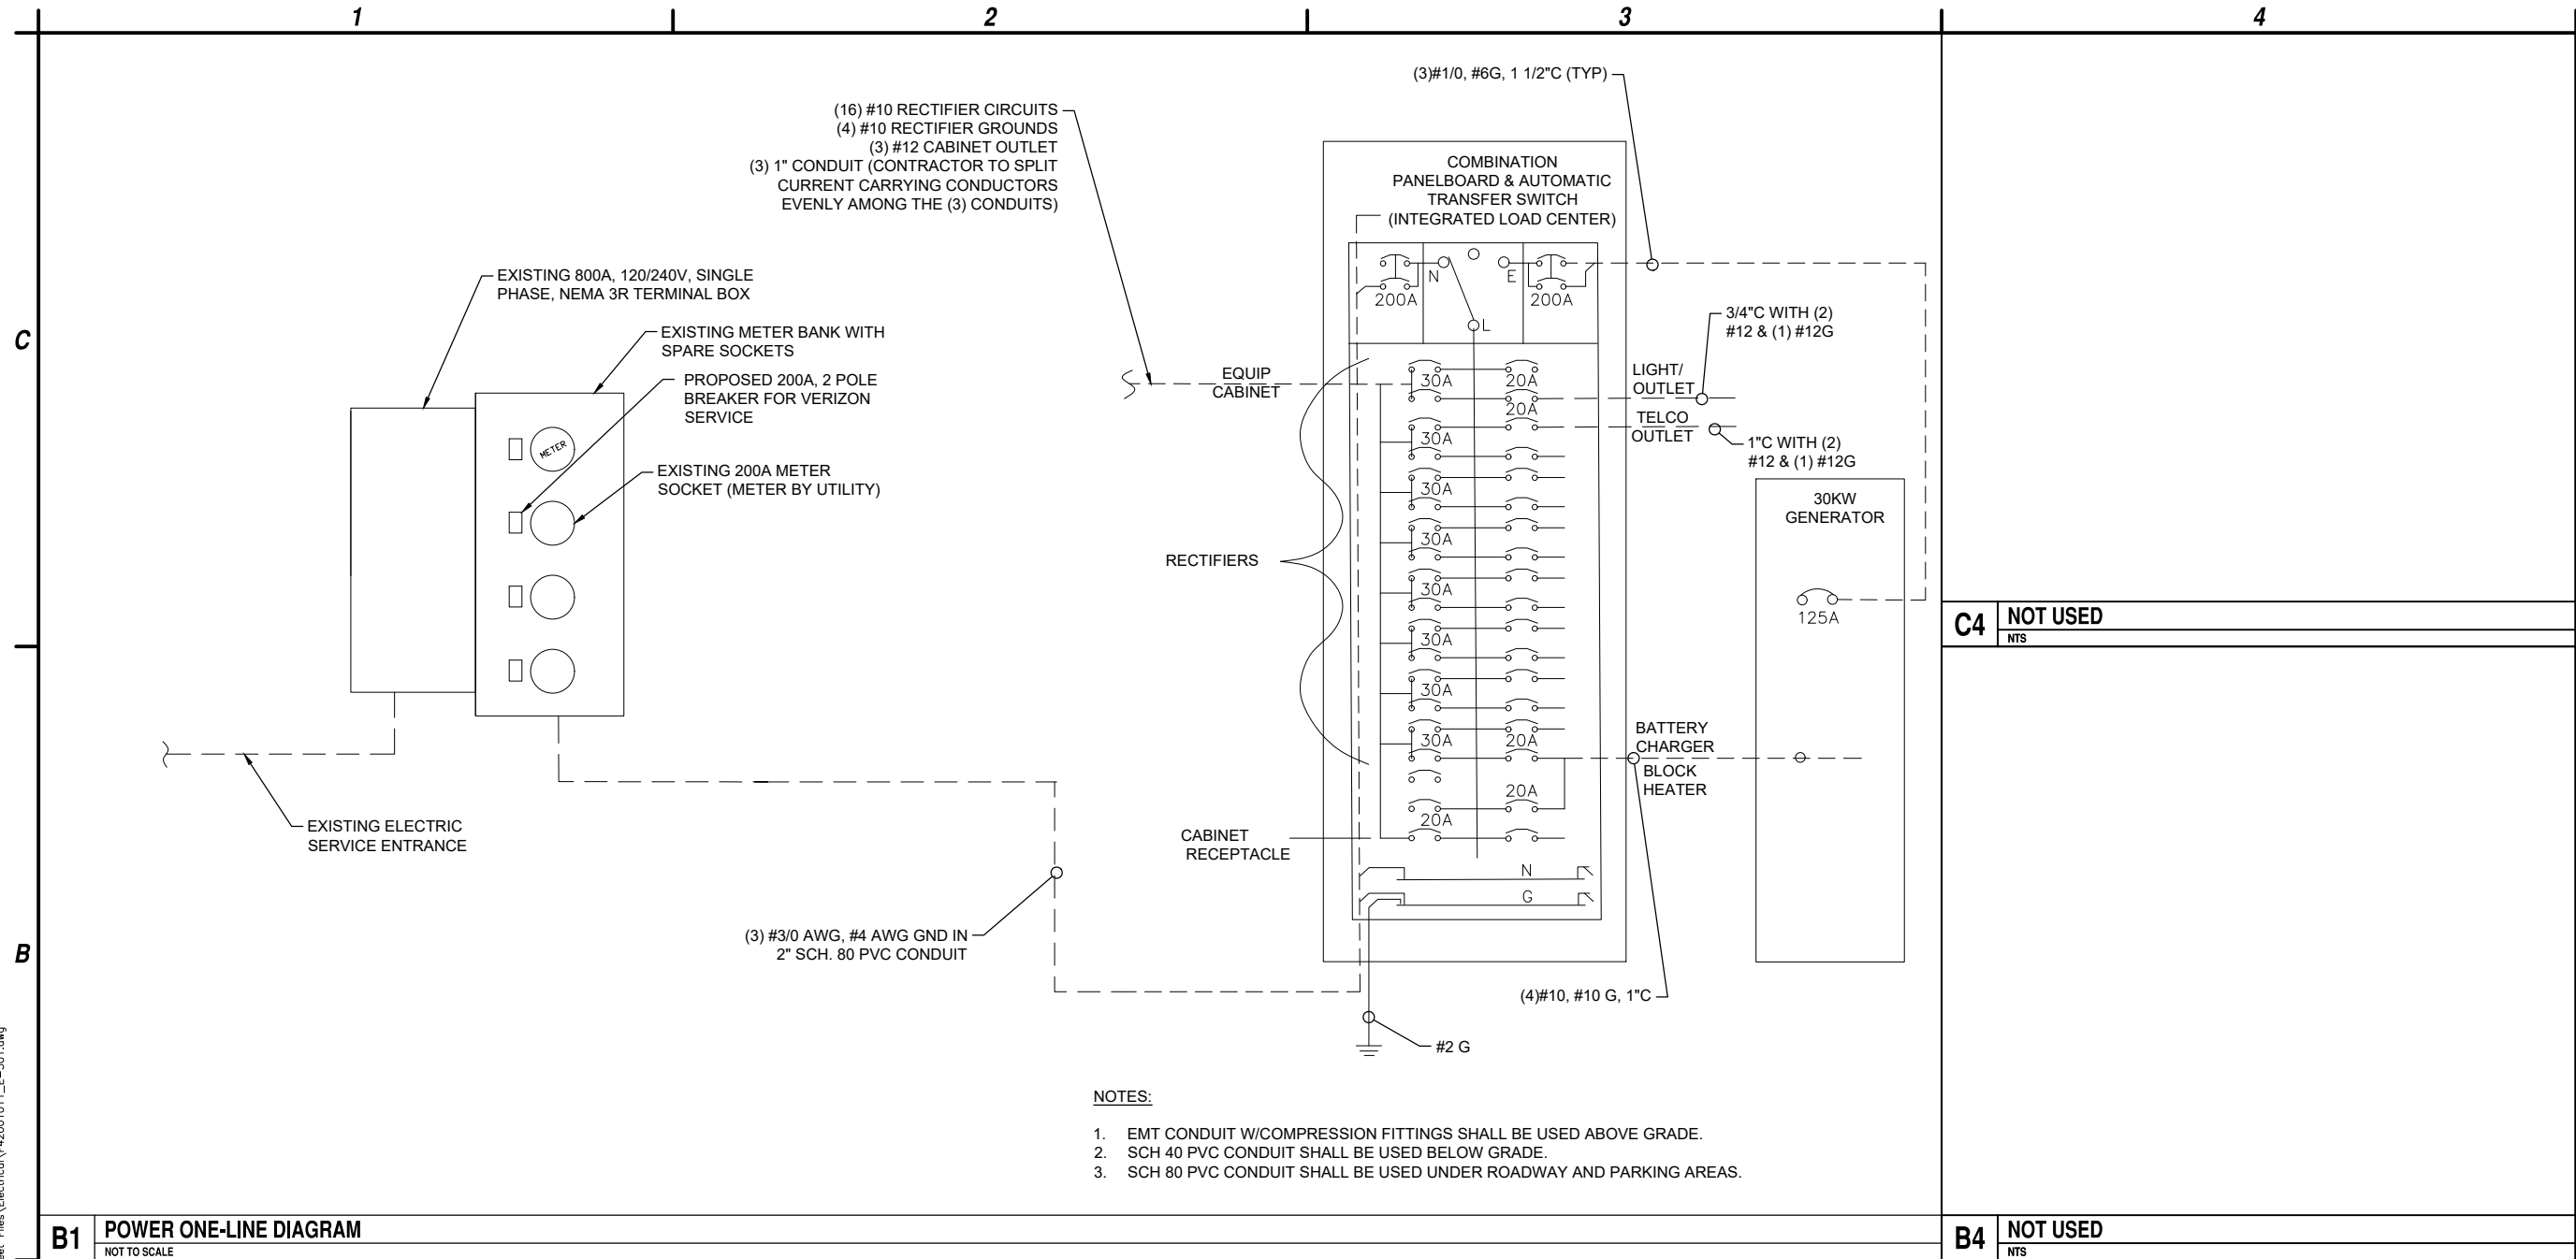 1
2
3
4
C
B
(3)#1/0, #6G, 1 1/2"C (TYP)
(16) #10 RECTIFIER CIRCUITS
(4) #10 RECTIFIER GROUNDS
(3) #12 CABINET OUTLET
(3) 1" CONDUIT (CONTRACTOR TO SPLIT
CURRENT CARRYING CONDUCTORS
EVENLY AMONG THE (3) CONDUITS)
EXISTING 800A, 120/240V, SINGLE
PHASE, NEMA 3R TERMINAL BOX
EXISTING METER BANK WITH
SPARE SOCKETS
PROPOSED 200A, 2 POLE
BREAKER FOR VERIZON
SERVICE
METER
EXISTING 200A METER
SOCKET (METER BY UTILITY)
EXISTING ELECTRIC
SERVICE ENTRANCE
(3) #3/0 AWG, #4 AWG GND IN
2" SCH. 80 PVC CONDUIT
COMBINATION
PANELBOARD & AUTOMATIC
TRANSFER SWITCH
(INTEGRATED LOAD CENTER)
N
E
200A
200A
L
EQUIP
CABINET
30A
20A
20A
30A
30A
30A
30A
30A
30A
30A
20A
20A
20A
RECTIFIERS
CABINET
RECEPTACLE
N
G
LIGHT/
OUTLET
TELCO
OUTLET
3/4"C WITH (2)
#12 & (1) #12G
1"C WITH (2)
#12 & (1) #12G
30KW
GENERATOR
125A
BATTERY
CHARGER
BLOCK
HEATER
(4)#10, #10 G, 1"C
#2 G
NOTES:
1. EMT CONDUIT W/COMPRESSION FITTINGS SHALL BE USED ABOVE GRADE.
2. SCH 40 PVC CONDUIT SHALL BE USED BELOW GRADE.
3. SCH 80 PVC CONDUIT SHALL BE USED UNDER ROADWAY AND PARKING AREAS.
C4 NOT USED
NTS
B1 POWER ONE-LINE DIAGRAM
NOT TO SCALE
B4 NOT USED
NTS